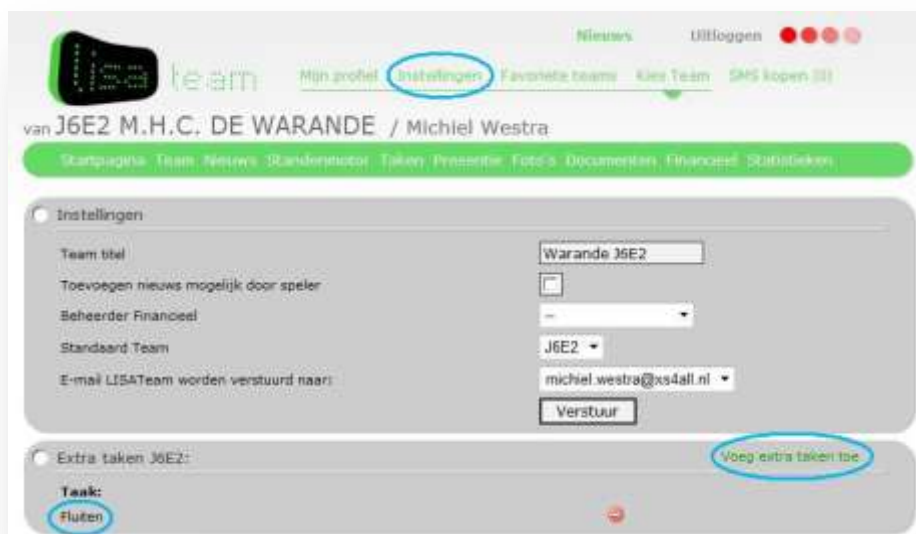 Nieuws Uitloggen
Lisa team Mijn profiel Instellingen Favoriete teams Kies Team SMS kopen (0)
van J6E2 M.H.C. DE WARANDE / Michiel Westra
Startpagina Team Nieuws Standenmotor Taken Presentie Foto's Documenten Financieel Statistieken
Instellingen
Team titel Warande J6E2
Toevoegen nieuws mogelijk door speler
Beheerder Financieel --
Standaard Team J6E2
E-mail LISATeam worden verstuurd naar: michiel.westra@xs4all.nl
Verstuur
Extra taken J6E2: Voeg extra taken toe
Taak:
Fluiten